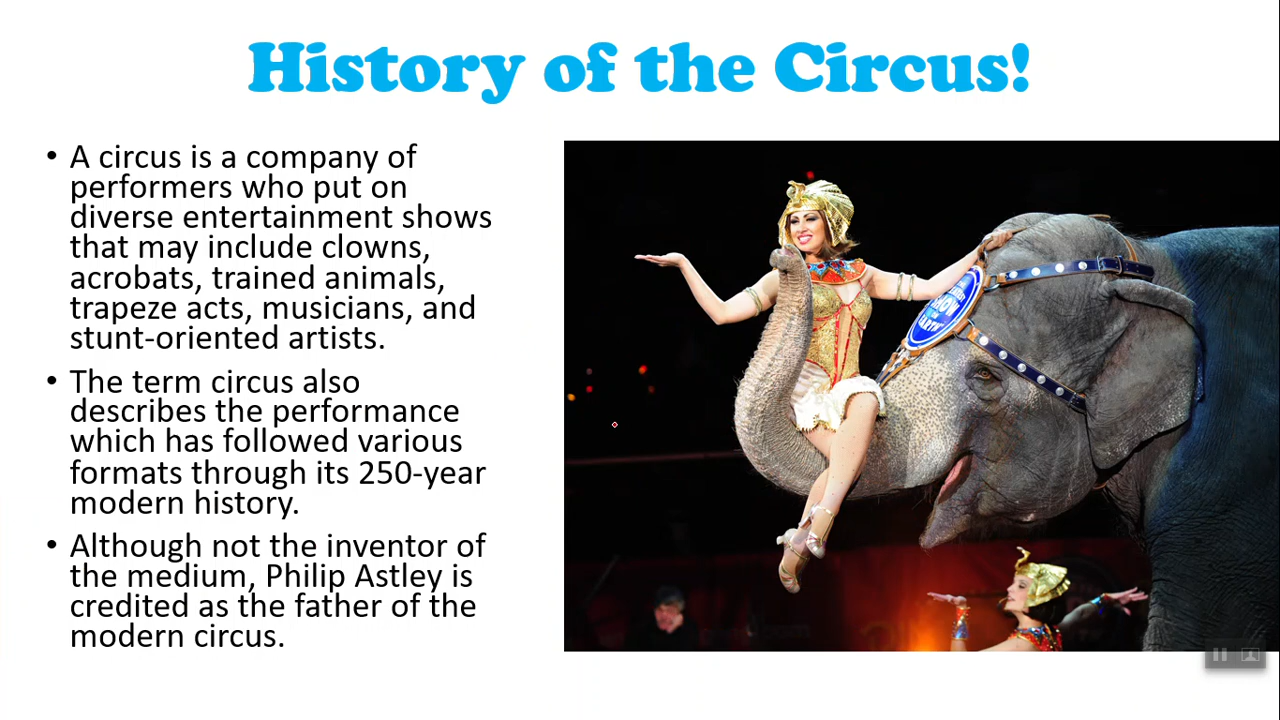 History of the Circus!
• A circus is a company of
performers who put on
diverse entertainment shows
that may include clowns,
acrobats, trained animals,
trapeze acts, musicians, and
stunt-oriented artists.
• The term circus also
describes the performance
which has followed various
formats through its 250-year
modern history.
• Although not the inventor of
the medium, Philip Astley is
credited as the father of the
modern circus.
SHOW
EARTH